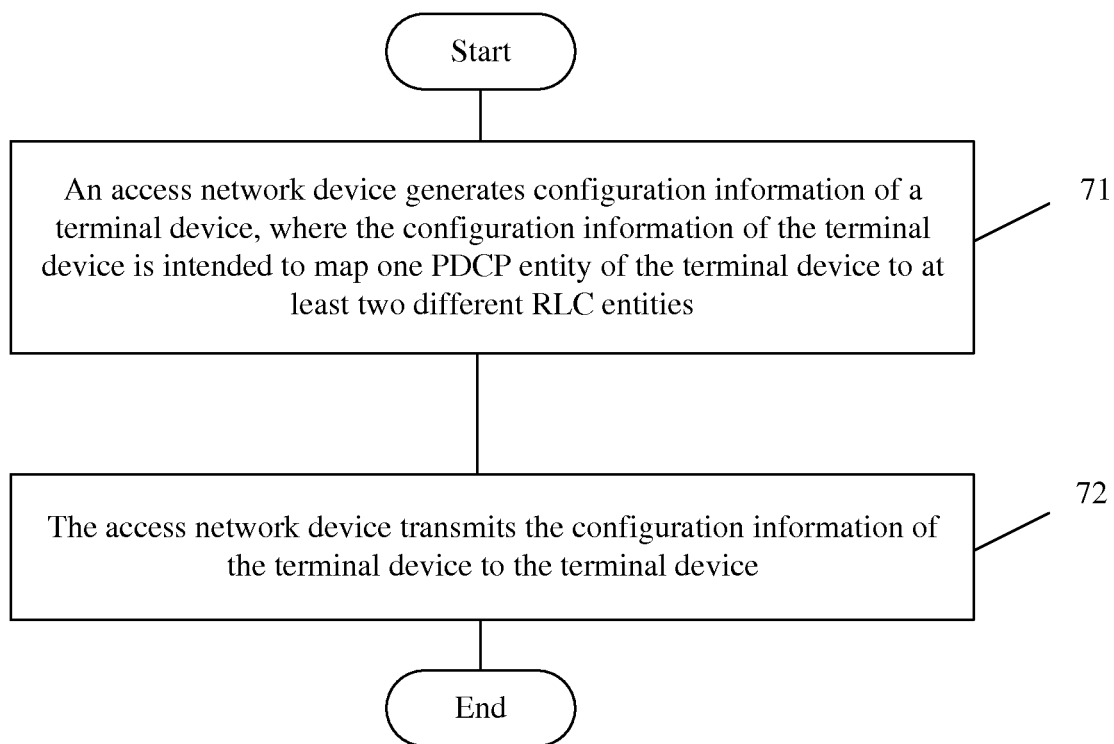 Start
An access network device generates configuration information of a
terminal device, where the configuration information of the terminal
device is intended to map one PDCP entity of the terminal device to at
least two different RLC entities
71
The access network device transmits the configuration information of
the terminal device to the terminal device
72
End